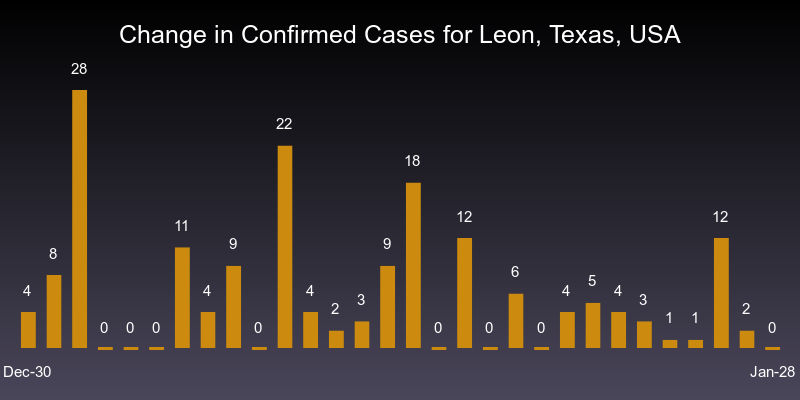 Change in Confirmed Cases for Leon, Texas, USA
4 8 28 0 0 0 11 4 9 0 22 4 2 3 9 18 0 12 0 6 0 4 5 4 3 1 1 12 2 0
Dec-30 Jan-28